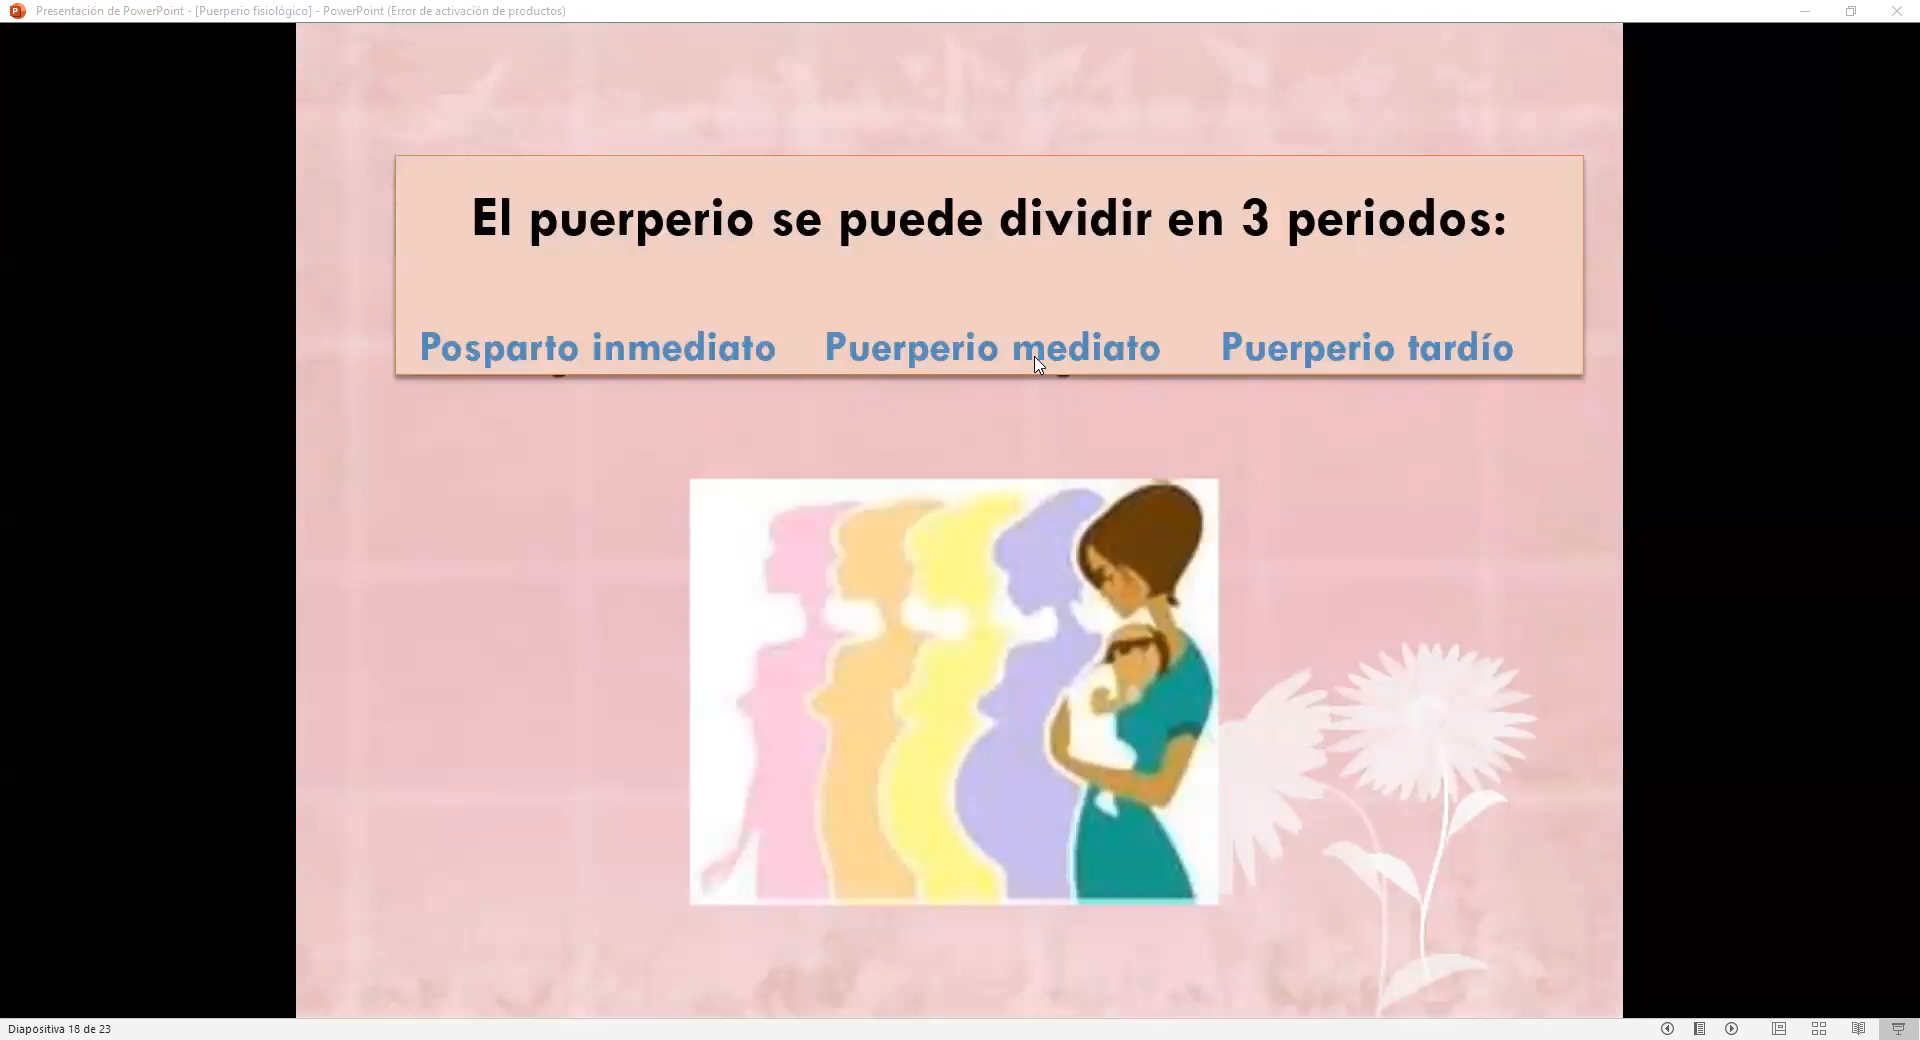 Presentación de PowerPoint - [Puerperio fisiológico] - PowerPoint (Error de activación de productos)
El puerperio se puede dividir en 3 periodos:
Posparto inmediato Puerperio mediato Puerperio tardío
Diapositiva 18 de 23